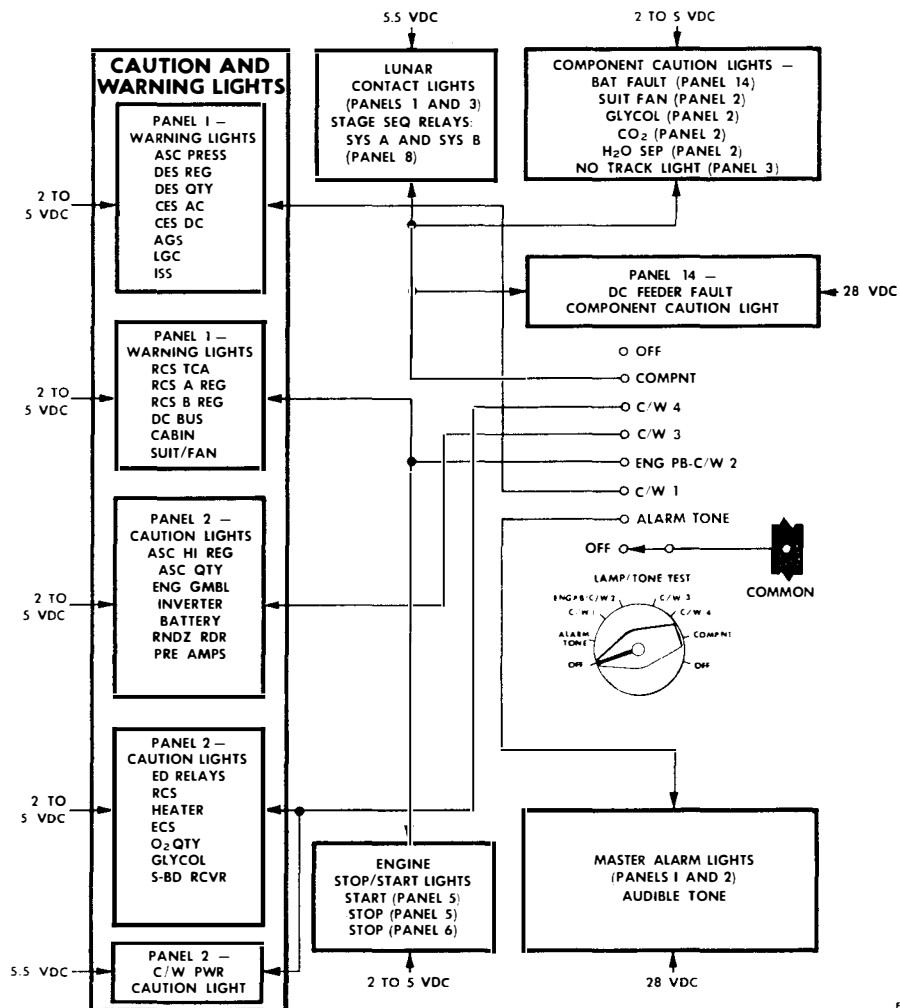 5.5 VDC
2 TO 5 VDC
CAUTION AND
WARNING LIGHTS
PANEL 1 —
WARNING LIGHTS
ASC PRESS
DES REG
DES QTY
CES AC
CES DC
AGS
LGC
ISS
2 TO
5 VDC
PANEL 1 —
WARNING LIGHTS
RCS TCA
RCS A REG
RCS B REG
DC BUS
CABIN
SUIT/FAN
2 TO
5 VDC
PANEL 2 —
CAUTION LIGHTS
ASC HI REG
ASC QTY
ENG GMBL
INVERTER
BATTERY
RNDZ RDR
PRE AMPS
2 TO
5 VDC
PANEL 2 —
CAUTION LIGHTS
ED RELAYS
RCS
HEATER
ECS
O2 QTY
GLYCOL
S-BD RCVR
2 TO
5 VDC
PANEL 2 —
C/W PWR
CAUTION LIGHT
5.5 VDC
LUNAR
CONTACT
LIGHTS
(PANELS 1 AND 3)
STAGE SEQ RELAYS:
SYS A AND SYS B
(PANEL 8)
COMPONENT CAUTION LIGHTS —
BAT FAULT (PANEL 14)
SUIT FAN (PANEL 2)
GLYCOL (PANEL 2)
CO2 (PANEL 2)
H2O SEP (PANEL 2)
NO TRACK LIGHT (PANEL 3)
PANEL 14 —
DC FEEDER FAULT
COMPONENT CAUTION LIGHT
28 VDC
OFF
COMPNT
C/W 4
C/W 3
ENG PB-C/W 2
C/W 1
ALARM TONE
OFF
COMMON
LAMP/TONE TEST
ENG PB/C/W 2
C/W 3
C/W 1
C/W 4
ALARM
TONE
COMPNT
OFF
OFF
ENGINE
STOP/START LIGHTS
START (PANEL 5)
STOP (PANEL 5)
STOP (PANEL 6)
2 TO 5 VDC
MASTER ALARM LIGHTS
(PANELS 1 AND 2)
AUDIBLE TONE
28 VDC